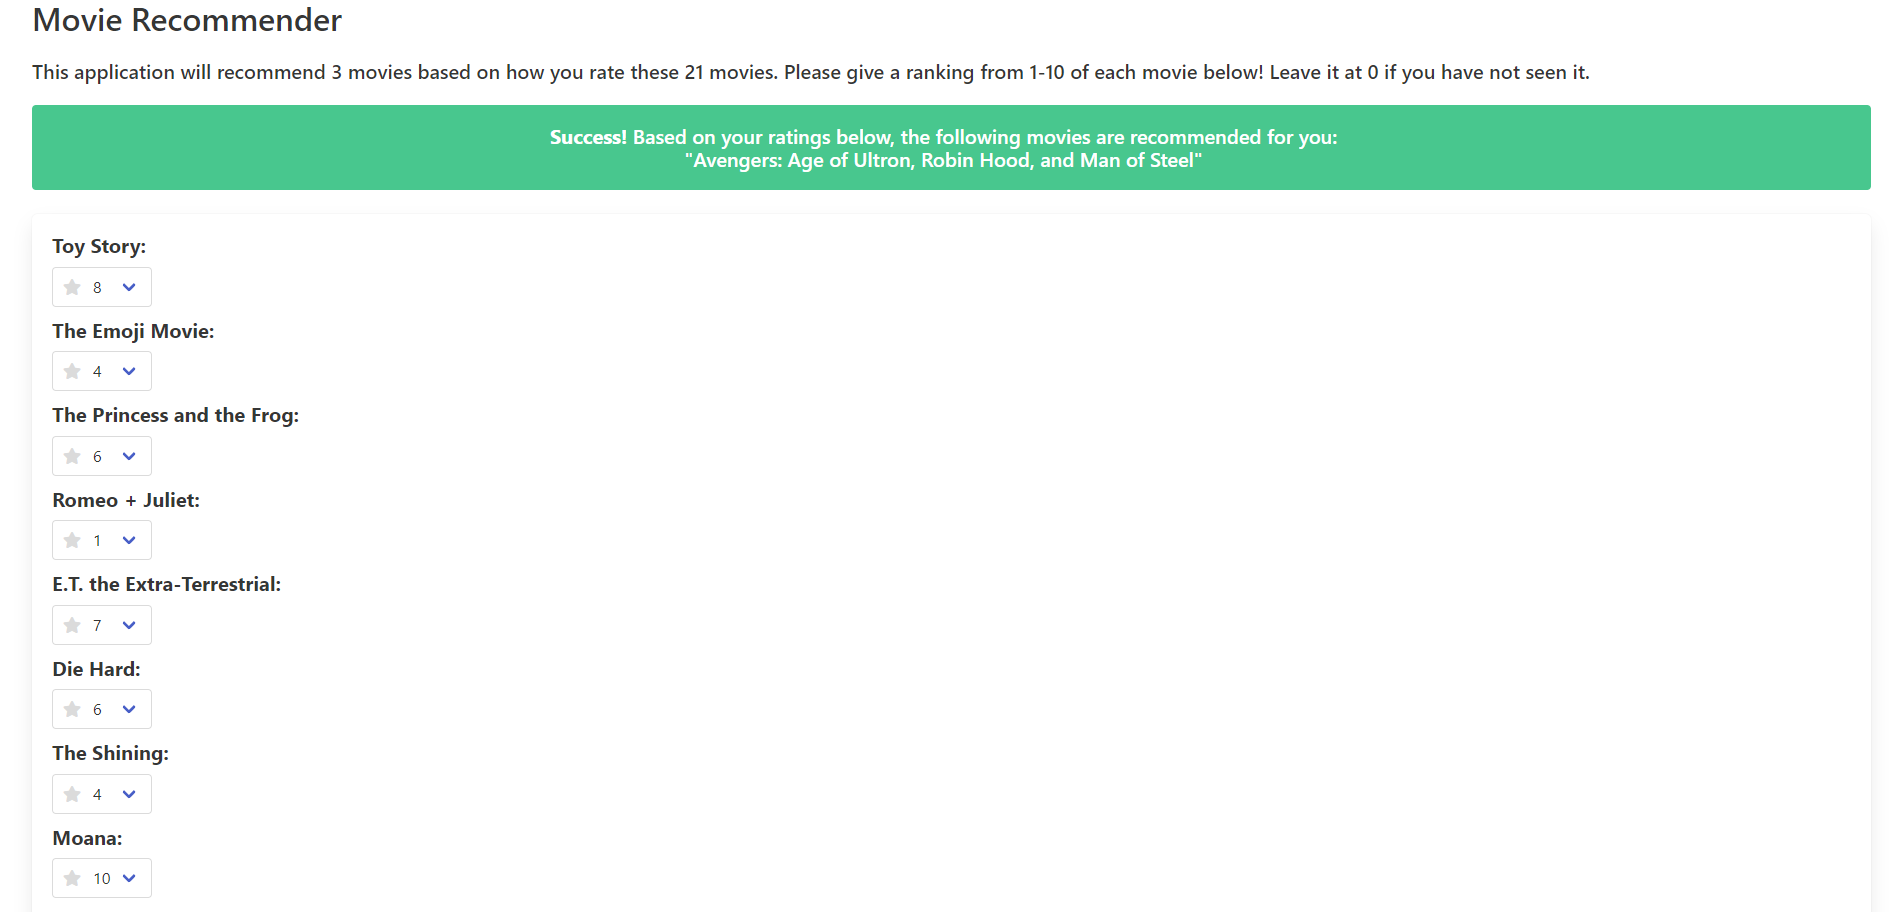 Movie Recommender
This application will recommend 3 movies based on how you rate these 21 movies. Please give a ranking from 1-10 of each movie below! Leave it at 0 if you have not seen it.
Success! Based on your ratings below, the following movies are recommended for you:
"Avengers: Age of Ultron, Robin Hood, and Man of Steel"
Toy Story:
8
The Emoji Movie:
4
The Princess and the Frog:
6
Romeo + Juliet:
1
E.T. the Extra-Terrestrial:
7
Die Hard:
6
The Shining:
4
Moana:
10